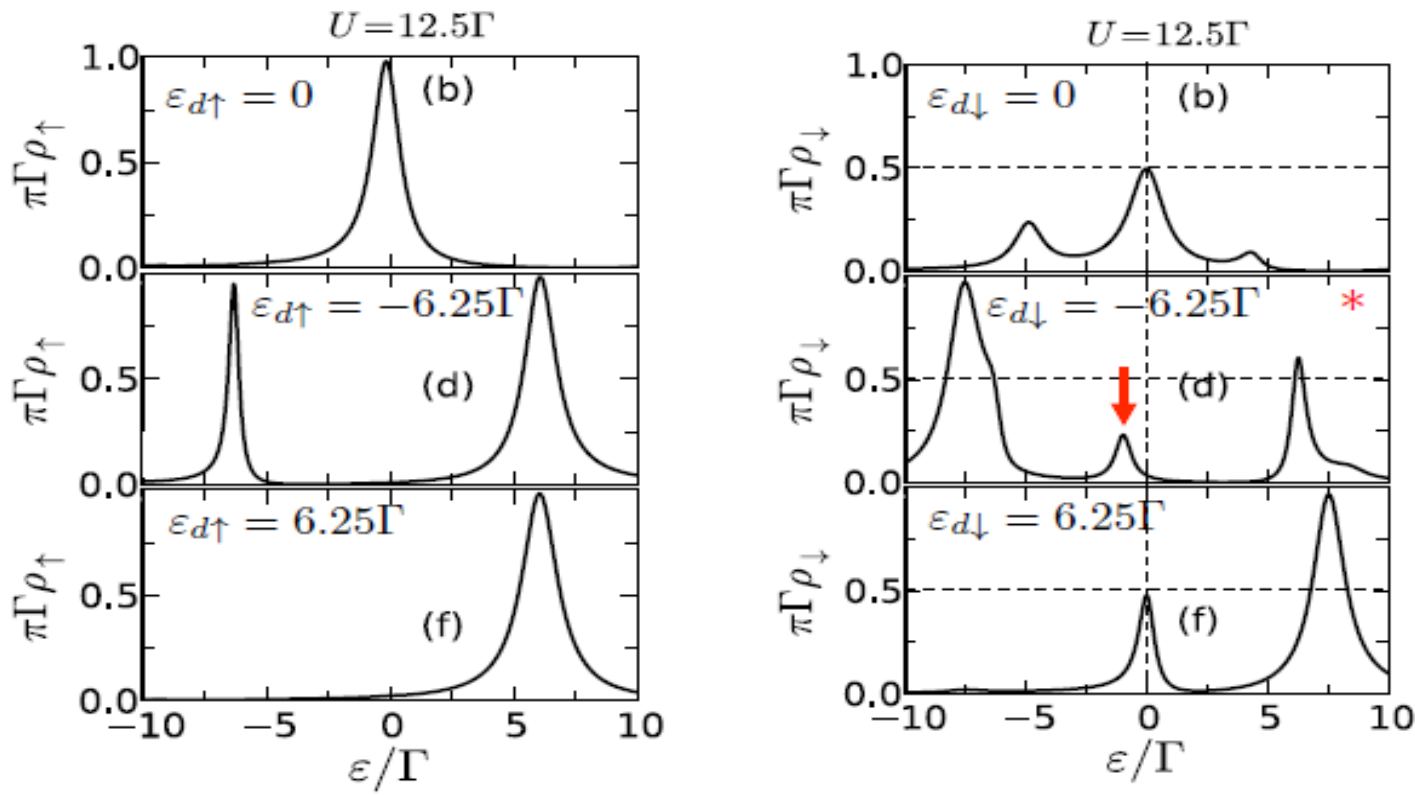 U=12.5Γ
1.0
ε_{d↑} = 0
(b)
0.5
πΓρ_↑
0.0
ε_{d↑} = −6.25Γ
(d)
0.5
πΓρ_↑
0.0
ε_{d↑} = 6.25Γ
(f)
0.5
πΓρ_↑
0.0
−10 −5 0 5 10
ε/Γ
U=12.5Γ
1.0
ε_{d↓} = 0
(b)
0.5
πΓρ_↓
0.0
ε_{d↓} = −6.25Γ *
(d)
0.5
πΓρ_↓
0.0
ε_{d↓} = 6.25Γ
(f)
0.5
πΓρ_↓
0.0
−10 −5 0 5 10
ε/Γ